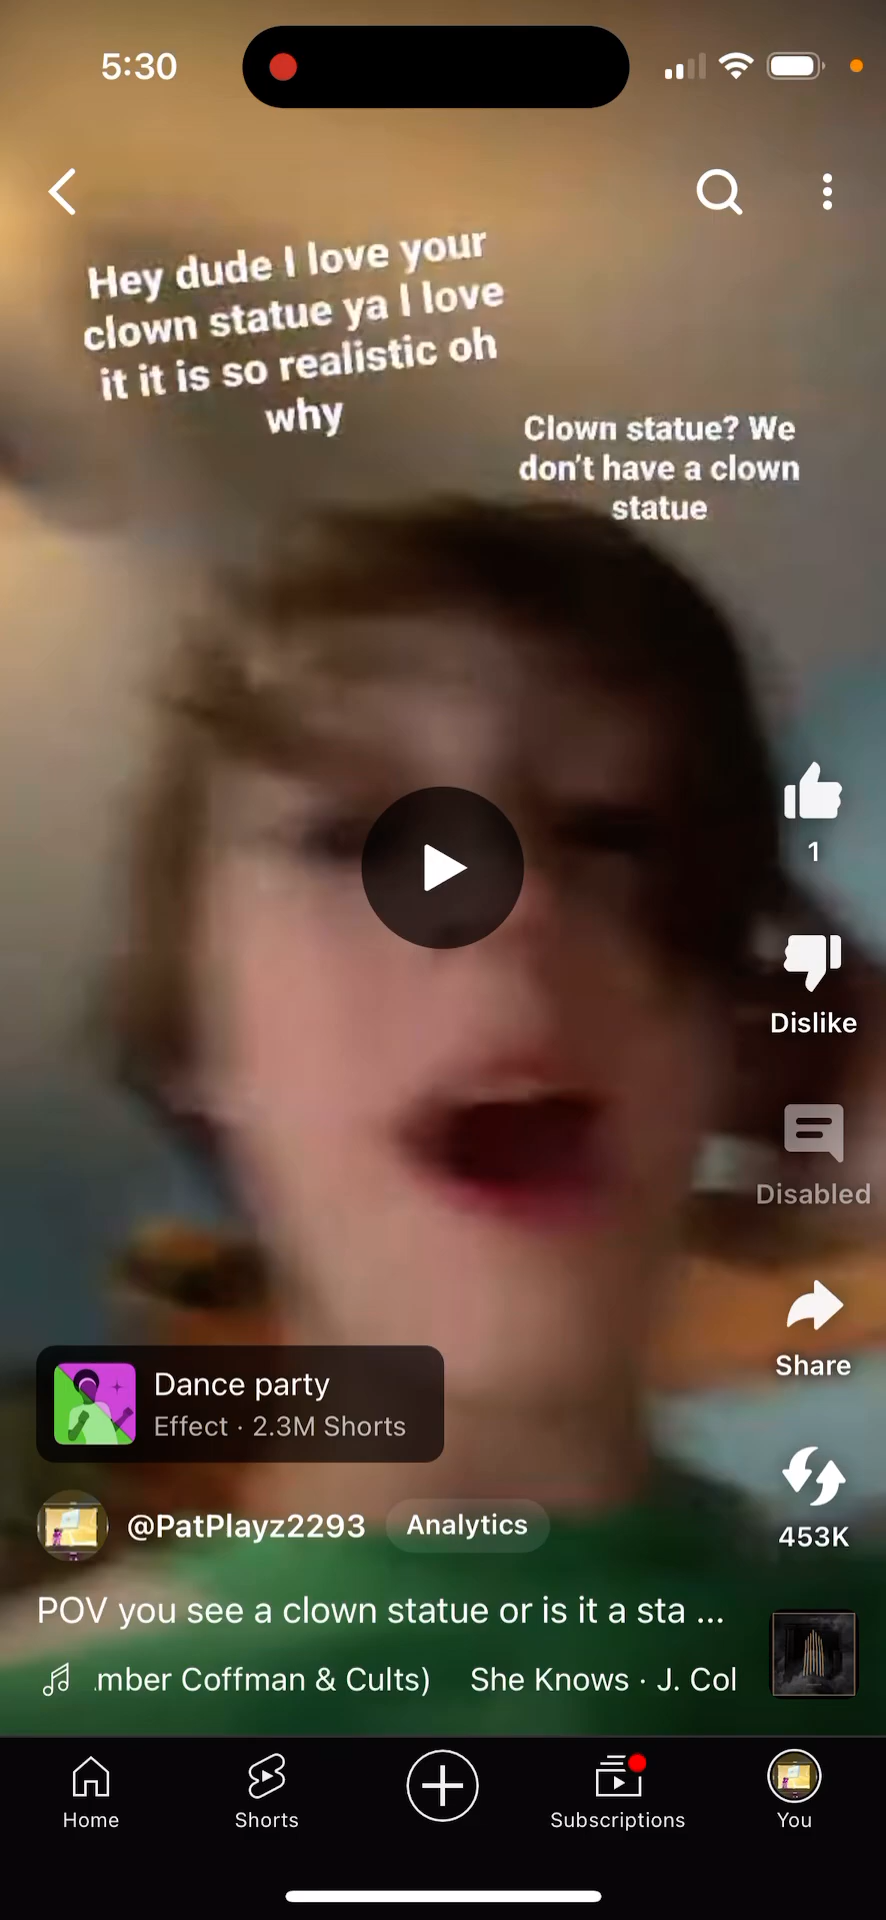 5:30
Hey dude I love your
clown statue ya I love
it it is so realistic oh
why
Clown statue? We
don't have a clown
statue
1
Dislike
Disabled
Share
453K
Dance party
Effect · 2.3M Shorts
@PatPlayz2293
Analytics
POV you see a clown statue or is it a sta ...
.mber Coffman & Cults) She Knows · J. Col
Home
Shorts
Subscriptions
You